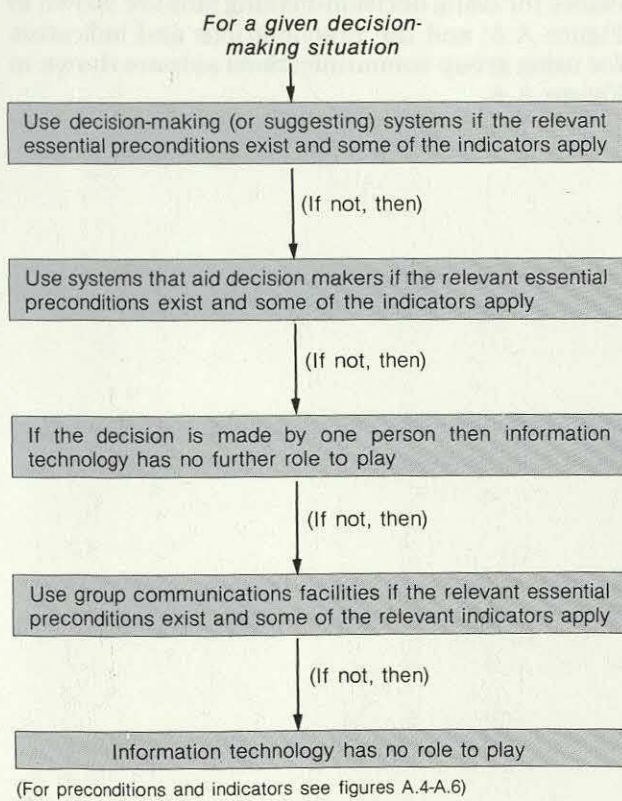 For a given decision-
making situation
Use decision-making (or suggesting) systems if the relevant
essential preconditions exist and some of the indicators apply
(If not, then)
Use systems that aid decision makers if the relevant essential
preconditions exist and some of the indicators apply
(If not, then)
If the decision is made by one person then information
technology has no further role to play
(If not, then)
Use group communications facilities if the relevant essential
preconditions exist and some of the relevant indicators apply
(If not, then)
Information technology has no role to play
(For preconditions and indicators see figures A.4-A.6)